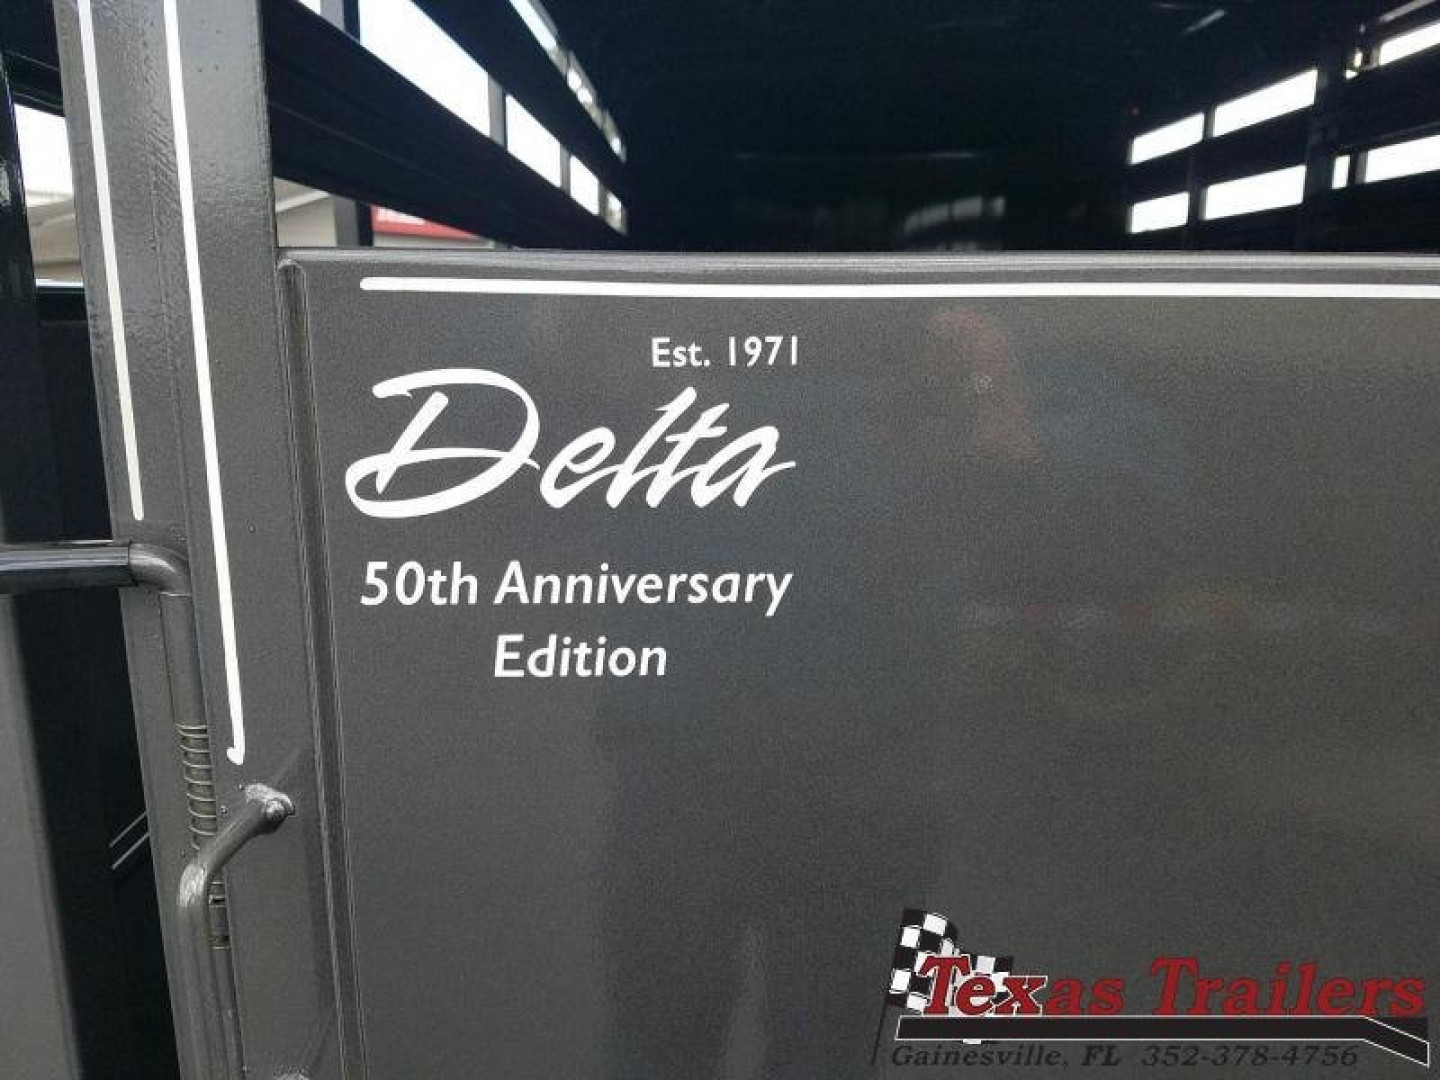 Est. 1971
Delta
50th Anniversary
Edition
Texas Trailers
Gainesville, FL 352-378-4756